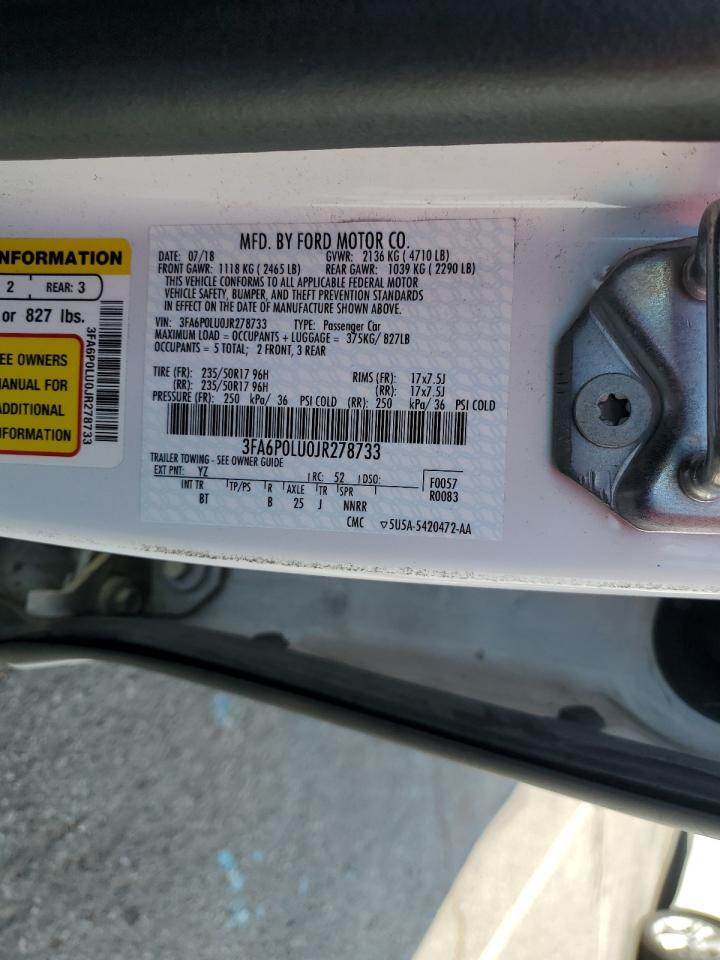 MFD. BY FORD MOTOR CO.
DATE: 07/18 GVWR: 2136 KG ( 4710 LB)
FRONT GAWR: 1118 KG ( 2465 LB) REAR GAWR: 1039 KG ( 2290 LB)
THIS VEHICLE CONFORMS TO ALL APPLICABLE FEDERAL MOTOR
VEHICLE SAFETY, BUMPER, AND THEFT PREVENTION STANDARDS
IN EFFECT ON THE DATE OF MANUFACTURE SHOWN ABOVE.
VIN: 3FA6P0LU0JR278733 TYPE: Passenger Car
MAXIMUM LOAD = OCCUPANTS + LUGGAGE = 375KG/ 827LB
OCCUPANTS = 5 TOTAL; 2 FRONT, 3 REAR
TIRE (FR): 235/50R17 96H RIMS (FR): 17x7.5J
(RR): 235/50R17 96H (RR): 17x7.5J
PRESSURE (FR): 250 kPa/ 36 PSI COLD (RR): 250 kPa/ 36 PSI COLD
3FA6P0LU0JR278733
TRAILER TOWING - SEE OWNER GUIDE
EXT PNT: YZ RC: 52 DSO: F0057
R0083
INT TR TP/PS R AXLE TR SPR
BT B 25 J NNRR
CMC ▽5U5A-5420472-AA
INFORMATION
2 REAR: 3
or 827 lbs.
EE OWNERS
MANUAL FOR
ADDITIONAL
NFORMATION
3FA6P0LU0JR278733